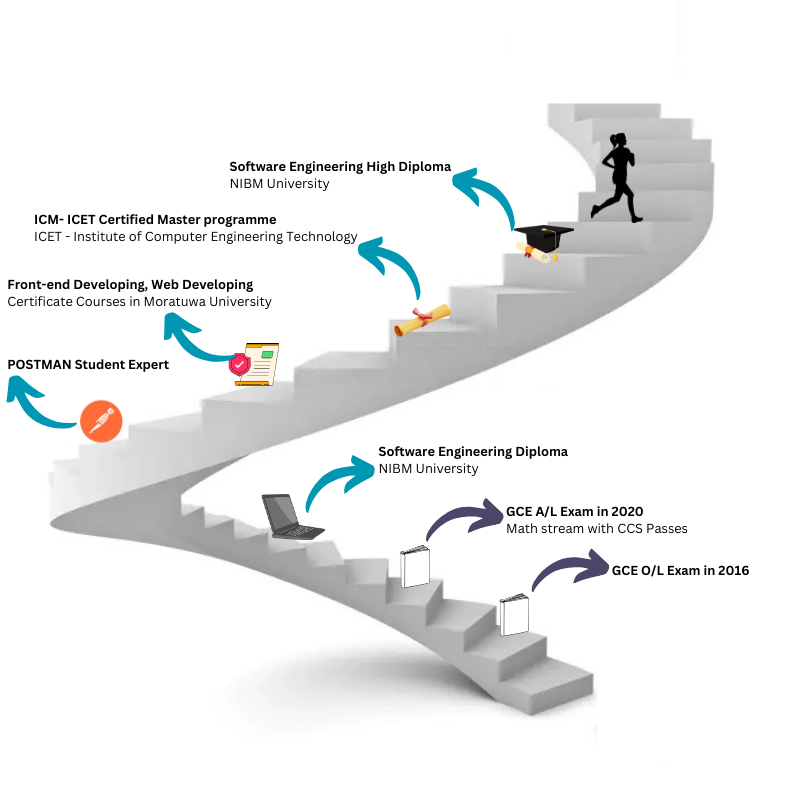 Software Engineering High Diploma
NIBM University
ICM- ICET Certified Master programme
ICET - Institute of Computer Engineering Technology
Front-end Developing, Web Developing
Certificate Courses in Moratuwa University
POSTMAN Student Expert
Software Engineering Diploma
NIBM University
GCE A/L Exam in 2020
Math stream with CCS Passes
GCE O/L Exam in 2016